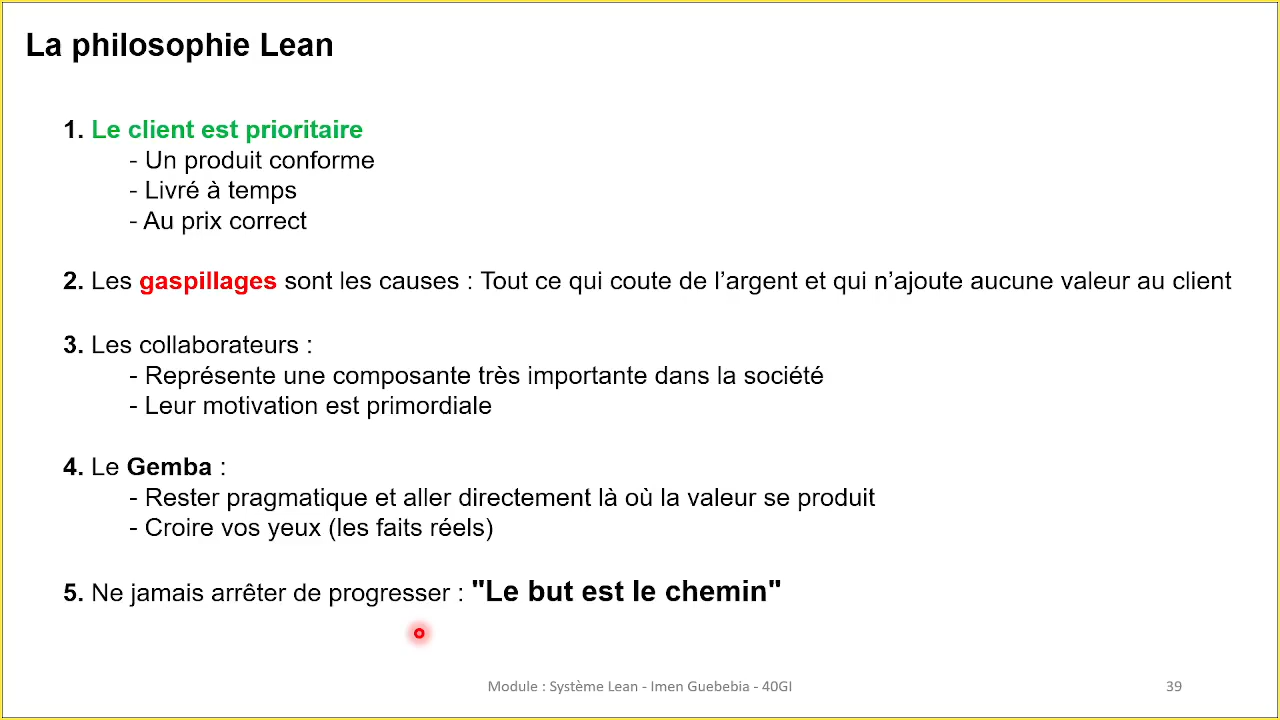 La philosophie Lean
1. Le client est prioritaire
- Un produit conforme
- Livré à temps
- Au prix correct
2. Les gaspillages sont les causes : Tout ce qui coute de l’argent et qui n’ajoute aucune valeur au client
3. Les collaborateurs :
- Représente une composante très importante dans la société
- Leur motivation est primordiale
4. Le Gemba :
- Rester pragmatique et aller directement là où la valeur se produit
- Croire vos yeux (les faits réels)
5. Ne jamais arrêter de progresser : "Le but est le chemin"
Module : Système Lean - Imen Guebebia - 40GI
39